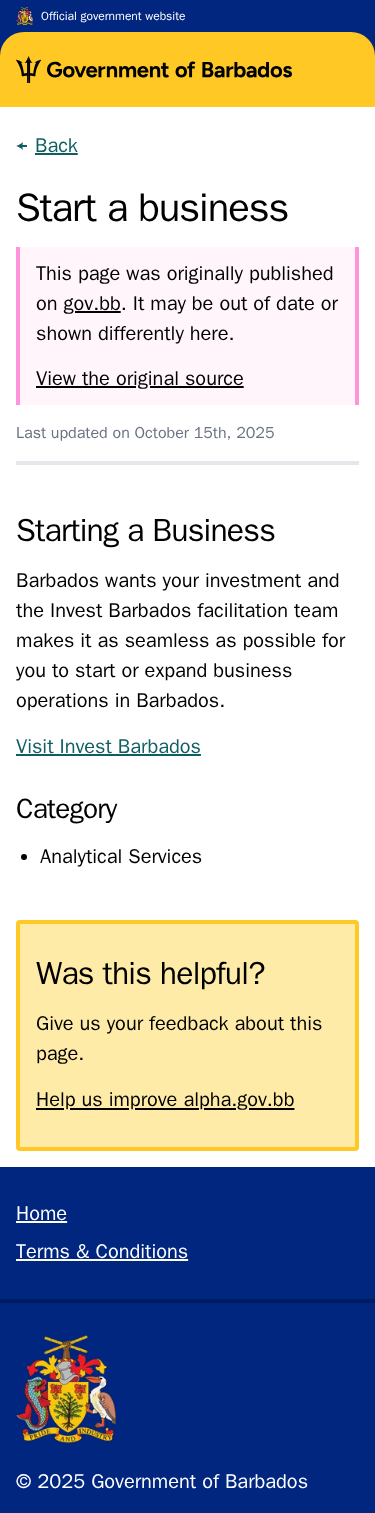 Official government website
Government of Barbados
← Back
Start a business
This page was originally published
on gov.bb. It may be out of date or
shown differently here.
View the original source
Last updated on October 15th, 2025
Starting a Business
Barbados wants your investment and
the Invest Barbados facilitation team
makes it as seamless as possible for
you to start or expand business
operations in Barbados.
Visit Invest Barbados
Category
• Analytical Services
Was this helpful?
Give us your feedback about this
page.
Help us improve alpha.gov.bb
Home
Terms & Conditions
PRIDE AND INDUSTRY
© 2025 Government of Barbados